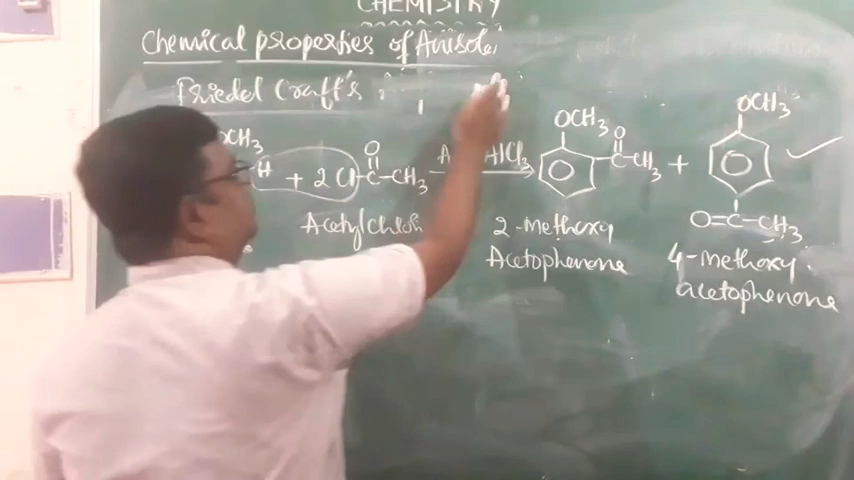 CHEMISTRY
Chemical properties of Anisole
Friedel Craft's
OCH3 H + 2 Cl-C-CH3 O AlCl3 OCH3 O C-CH3 + OCH3
O=C-CH3
2-methoxy
Acetophenone
4-methoxy
acetophenone